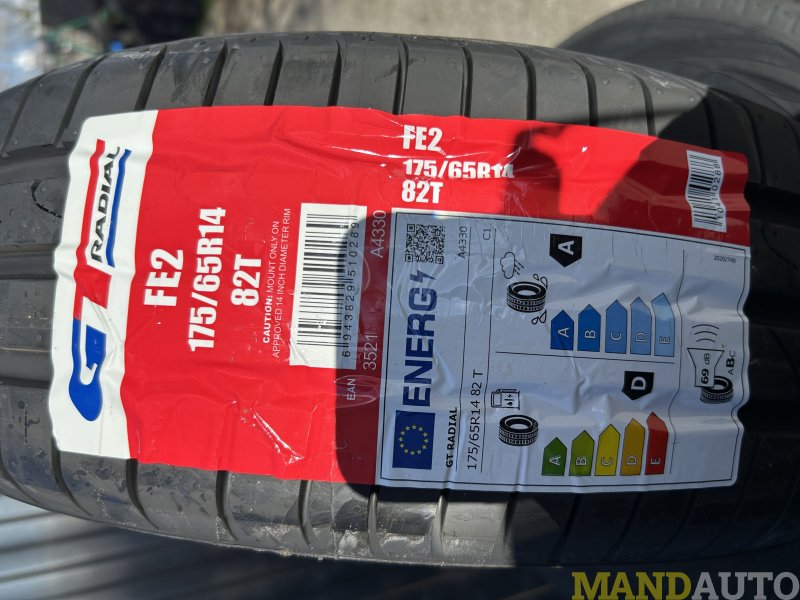 GT RADIAL
FE2
175/65R14
82T
CAUTION: MOUNT ONLY ON
APPROVED 14 INCH DIAMETER RIM
EAN
3521
A4330
FE2
175/65R14
82T
ENERG
A4330
C1
2020/740
GT RADIAL
175/65R14 82 T
A
A B C D E
D
A B C D E
69 dB
ABC
MANDAUTO